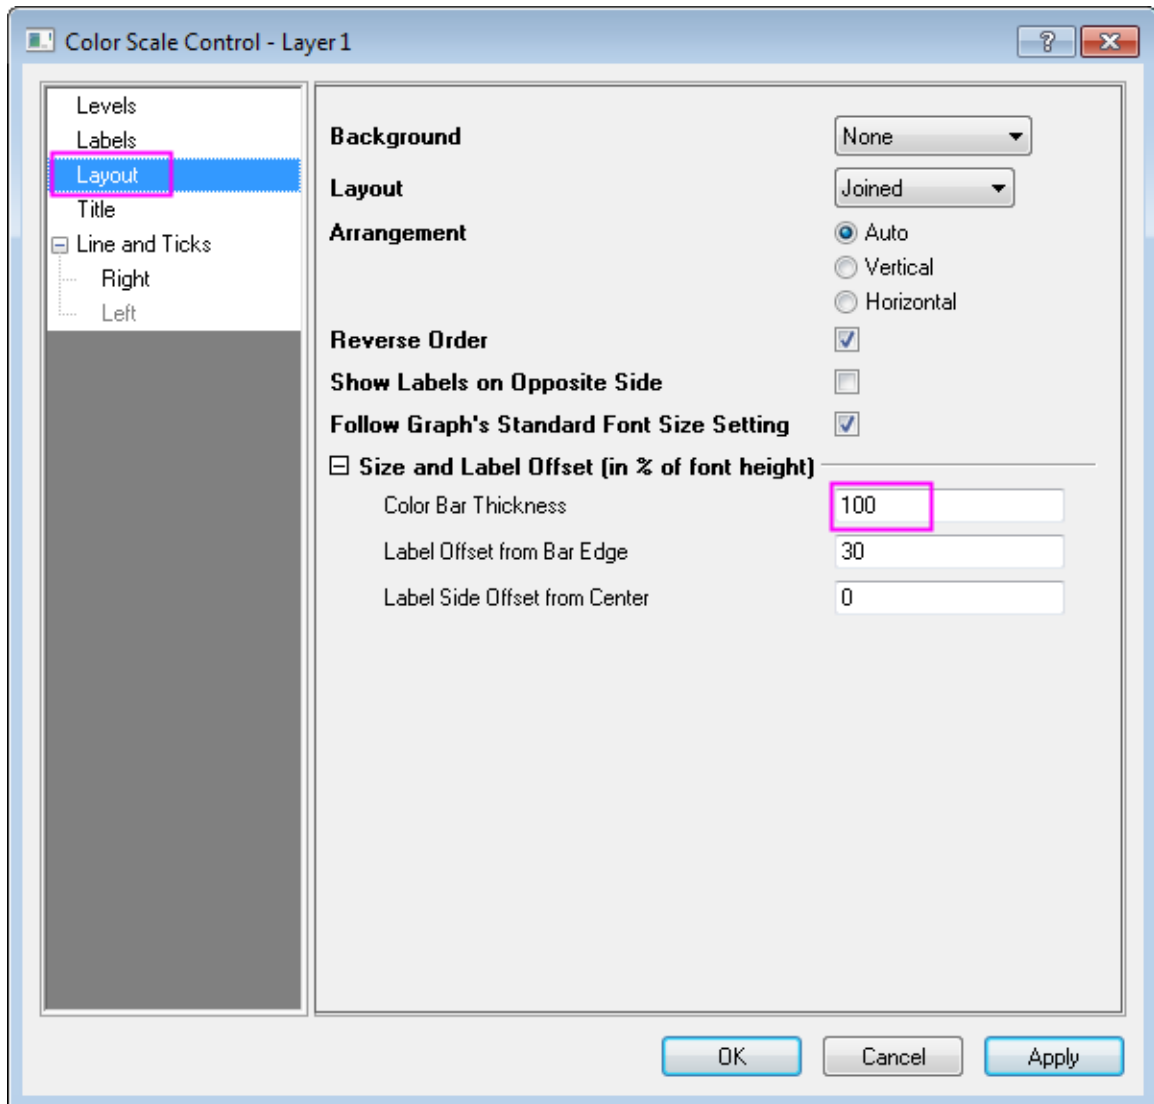 Color Scale Control - Layer 1
Levels
Labels
Layout
Title
Line and Ticks
Right
Left
Background None
Layout Joined
Arrangement Auto
Vertical
Horizontal
Reverse Order
Show Labels on Opposite Side
Follow Graph's Standard Font Size Setting
Size and Label Offset (in % of font height)
Color Bar Thickness 100
Label Offset from Bar Edge 30
Label Side Offset from Center 0
OK Cancel Apply